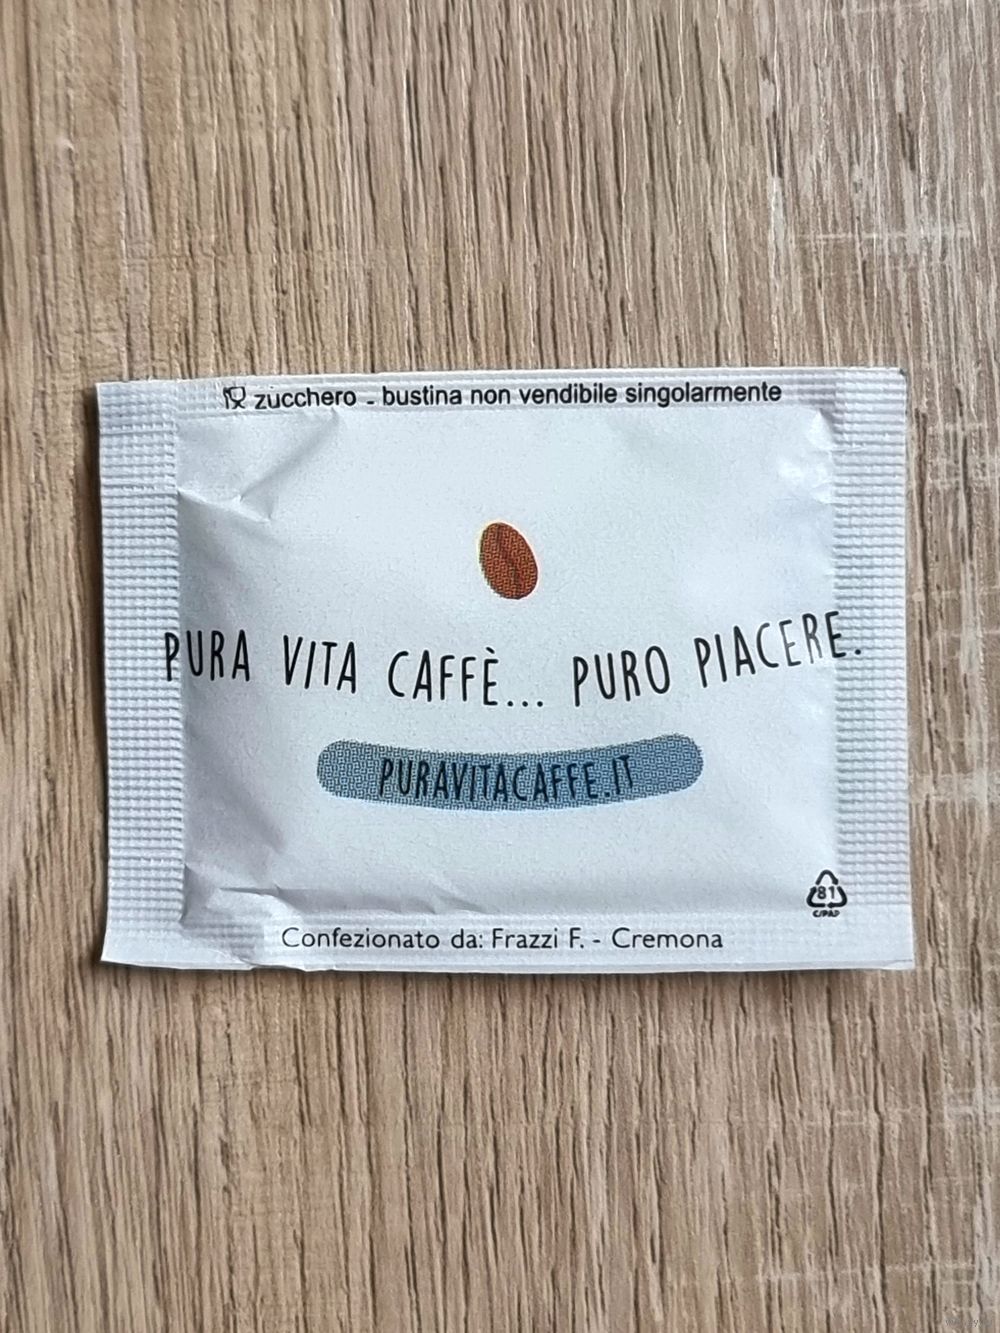 zucchero - bustina non vendibile singolarmente
PURA VITA CAFFÈ... PURO PIACERE.
PURAVITACAFFE.IT
81
C/PAP
Confezionato da: Frazzi F. - Cremona